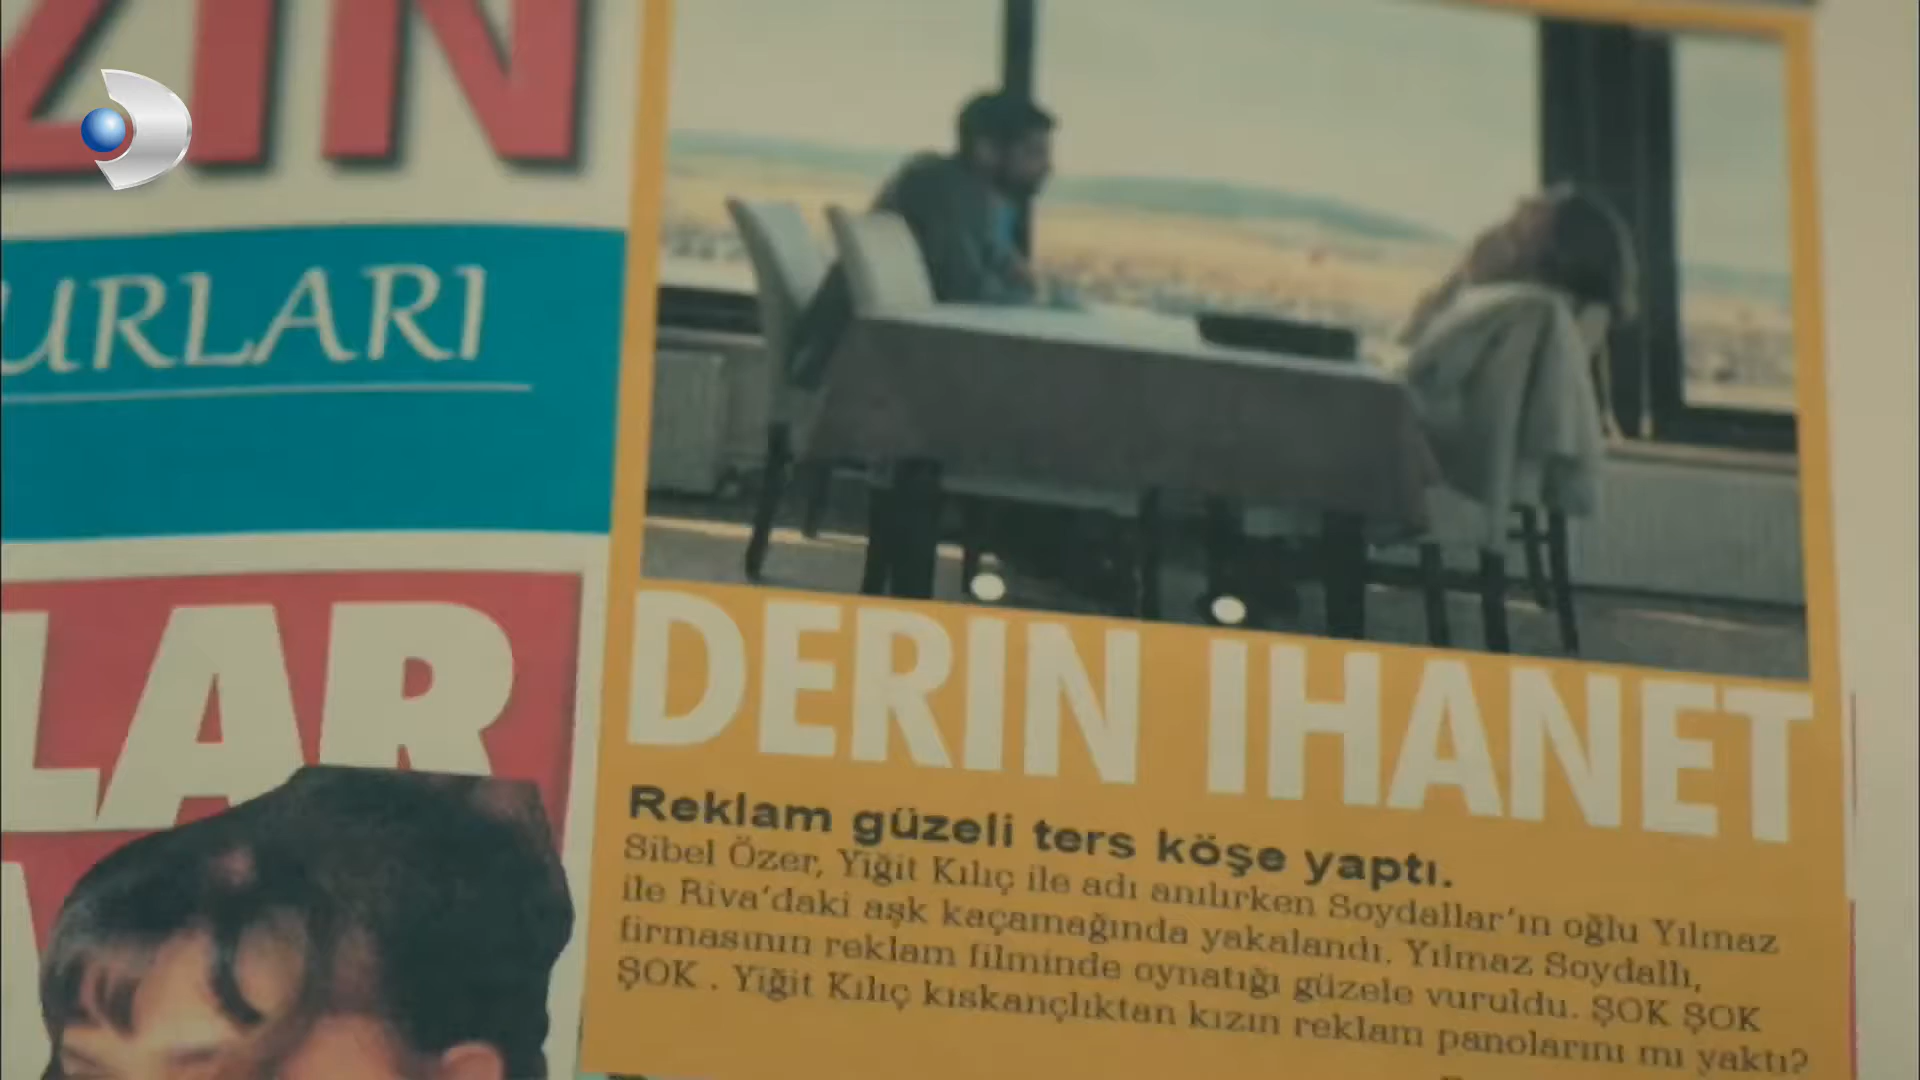 ZIN
URLARI
LAR
DERIN IHANET
Reklam güzeli ters köşe yaptı.
Sibel Özer, Yiğit Kılıç ile adı anılırken Soydallar'ın oğlu Yılmaz
ile Riva'daki aşk kaçamağında yakalandı. Yılmaz Soydallı,
firmasının reklam filminde oynatığı güzele vuruldu. ŞOK ŞOK
ŞOK . Yiğit Kılıç kıskançlıktan kızın reklam panolarını mı yaktı?